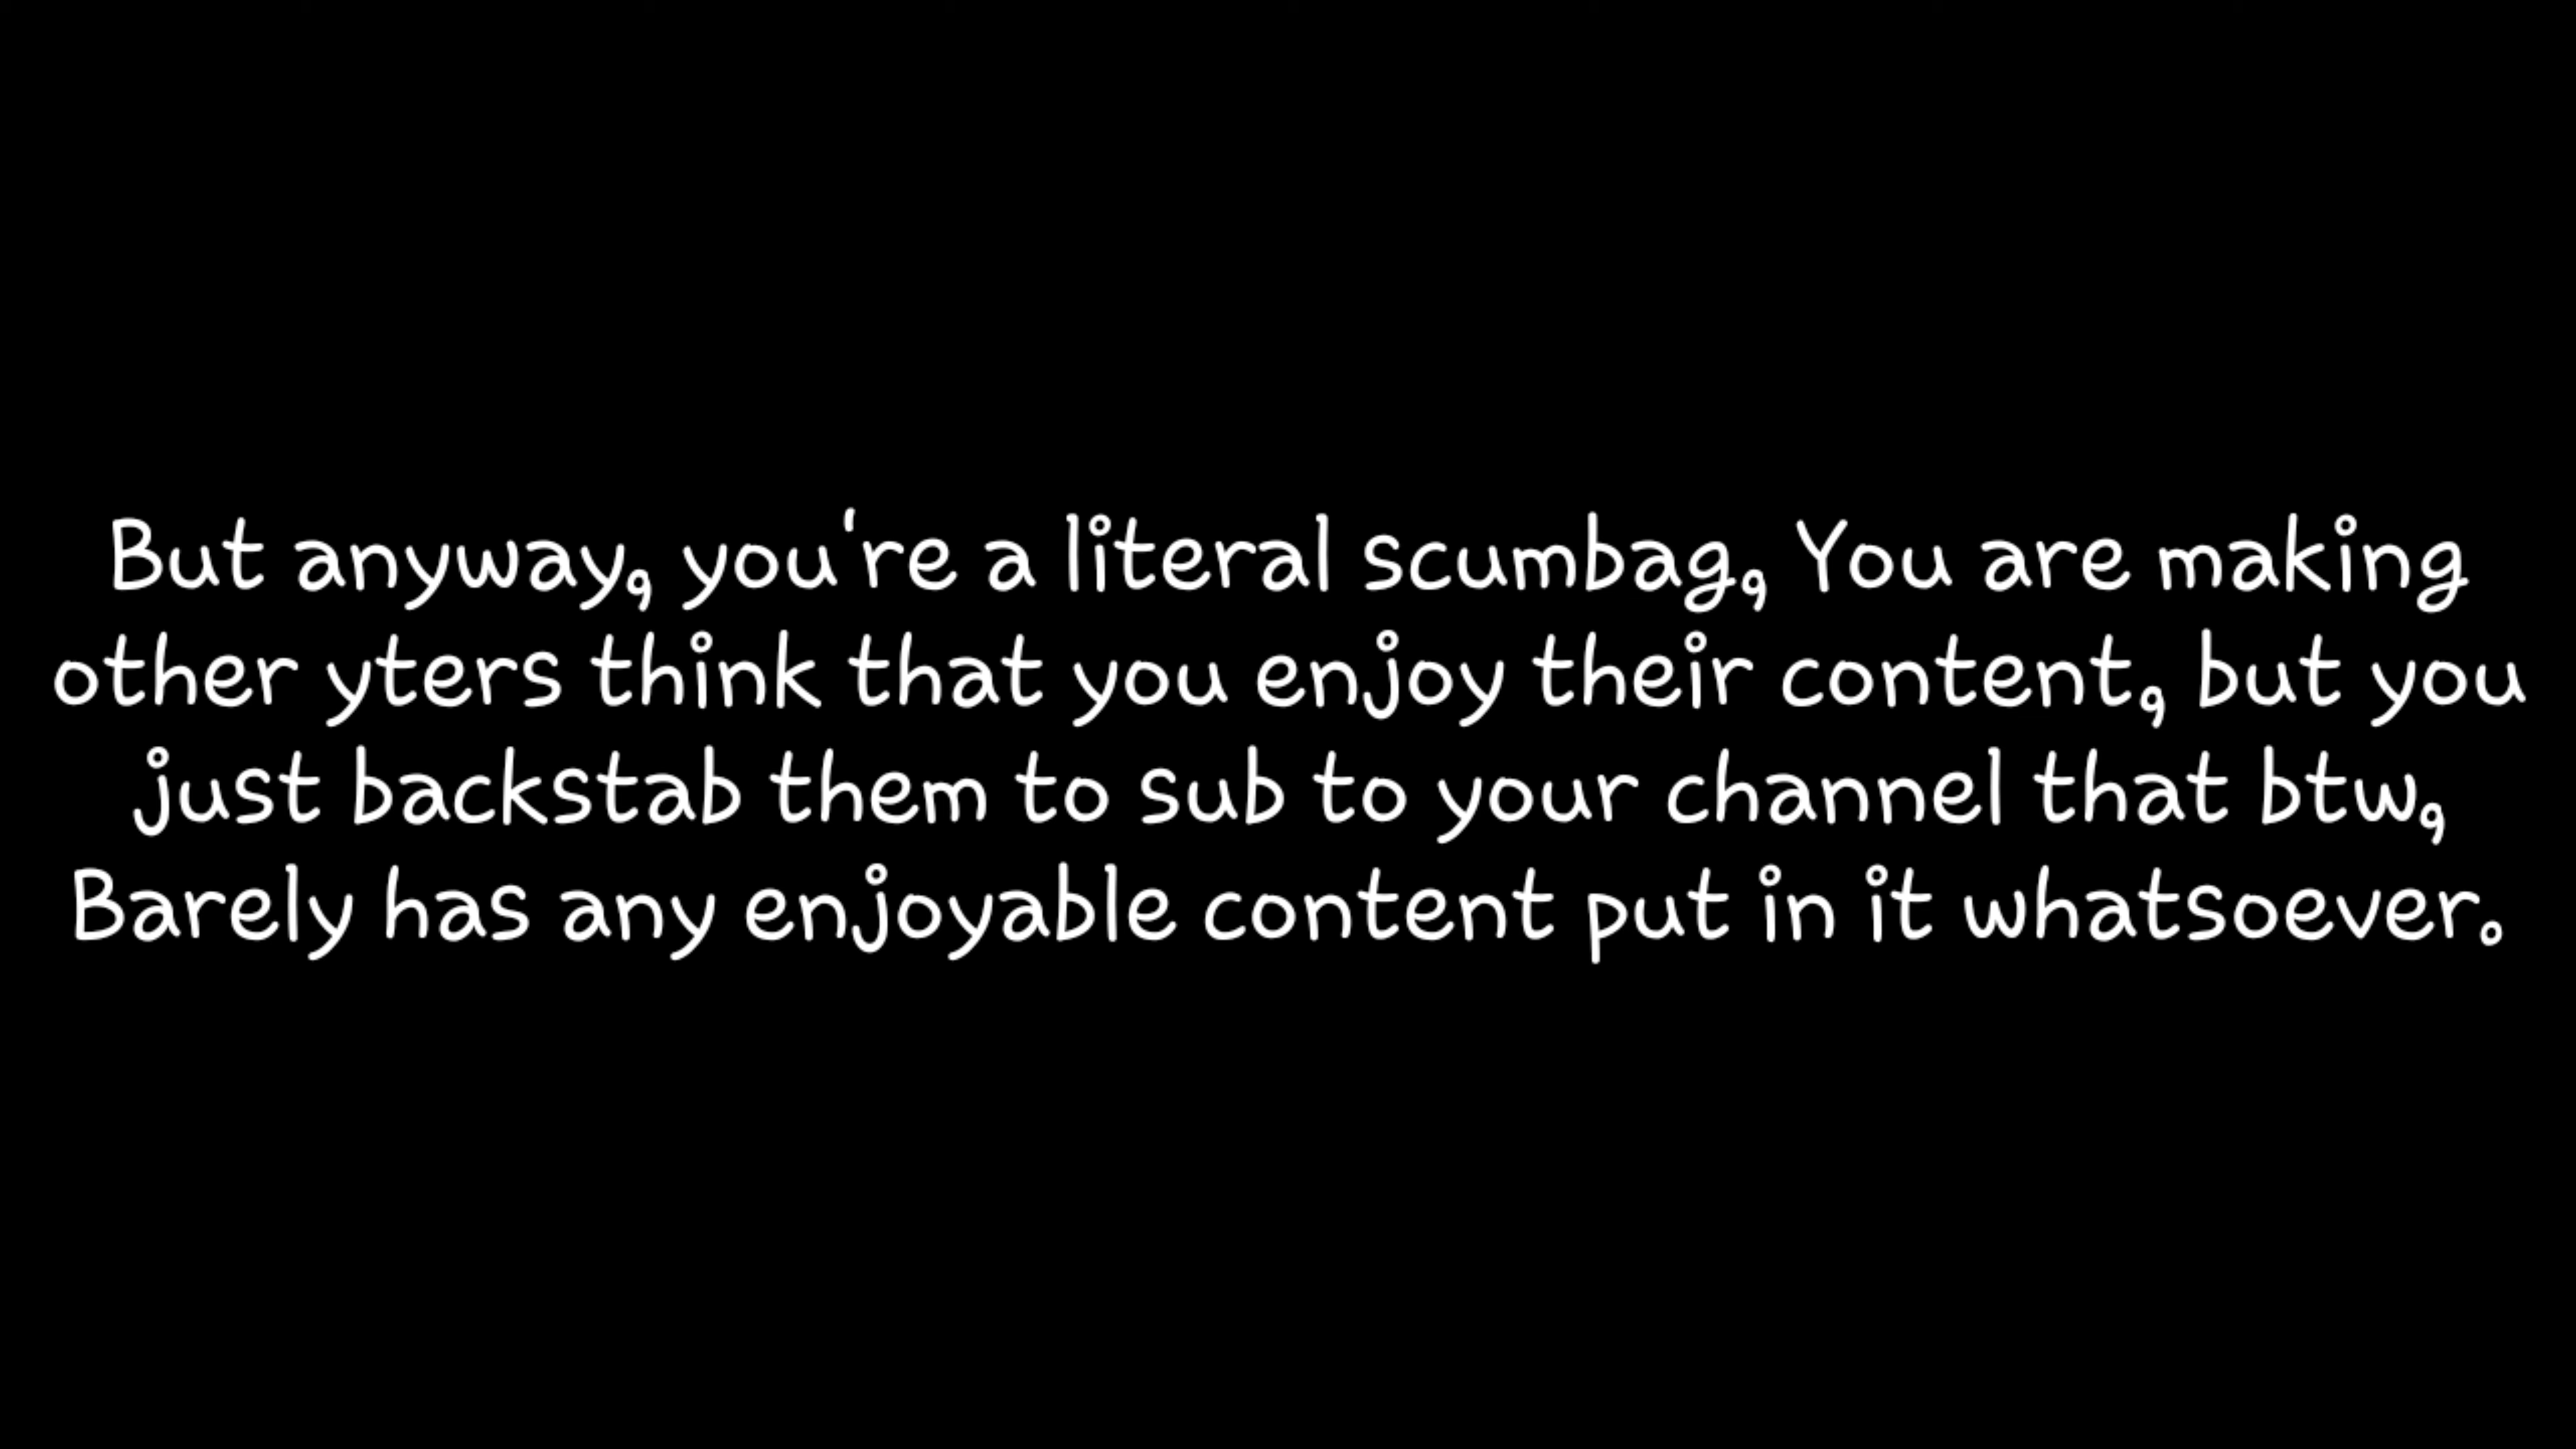 But anyway, you're a literal scumbag, You are making
other yters think that you enjoy their content, but you
just backstab them to sub to your channel that btw,
Barely has any enjoyable content put in it whatsoever.